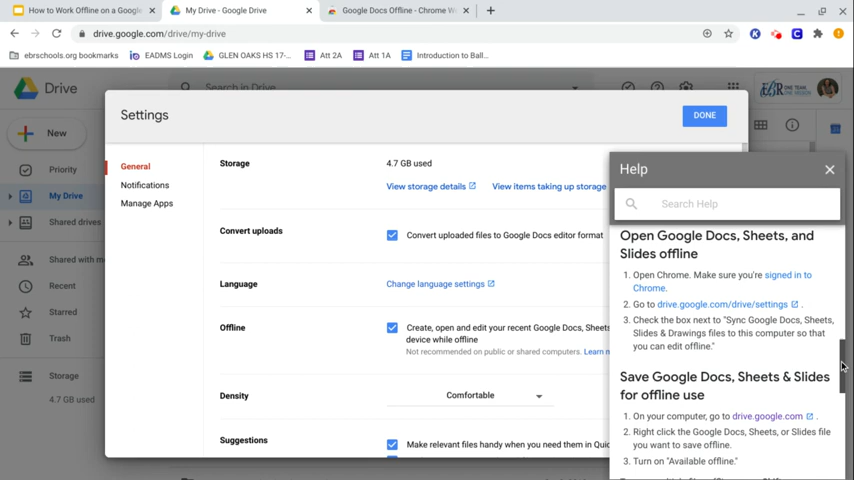 How to Work Offline on a Google
My Drive - Google Drive
Google Docs Offline - Chrome We
drive.google.com/drive/my-drive
ebrschools.org bookmarks
EADMS Login
GLEN OAKS HS 17-...
Att 2A
Att 1A
Introduction to Ball...
Drive
Search in Drive
EBR
ONE TEAM.
New
Settings
DONE
Priority
My Drive
Shared drives
Shared with m
Recent
Starred
Trash
Storage
4.7 GB used
General
Notifications
Manage Apps
Storage
4.7 GB used
View storage details
View items taking up storage
Convert uploads
Convert uploaded files to Google Docs editor format
Language
Change language settings
Offline
Create, open and edit your recent Google Docs, Sheets
device while offline
Not recommended on public or shared computers. Learn m
Density
Comfortable
Suggestions
Make relevant files handy when you need them in Quic
Help
Search Help
Open Google Docs, Sheets, and
Slides offline
1. Open Chrome. Make sure you're signed in to
Chrome.
2. Go to drive.google.com/drive/settings .
3. Check the box next to "Sync Google Docs, Sheets,
Slides & Drawings files to this computer so that
you can edit offline."
Save Google Docs, Sheets & Slides
for offline use
1. On your computer, go to drive.google.com .
2. Right click the Google Docs, Sheets, or Slides file
you want to save offline.
3. Turn on "Available offline."